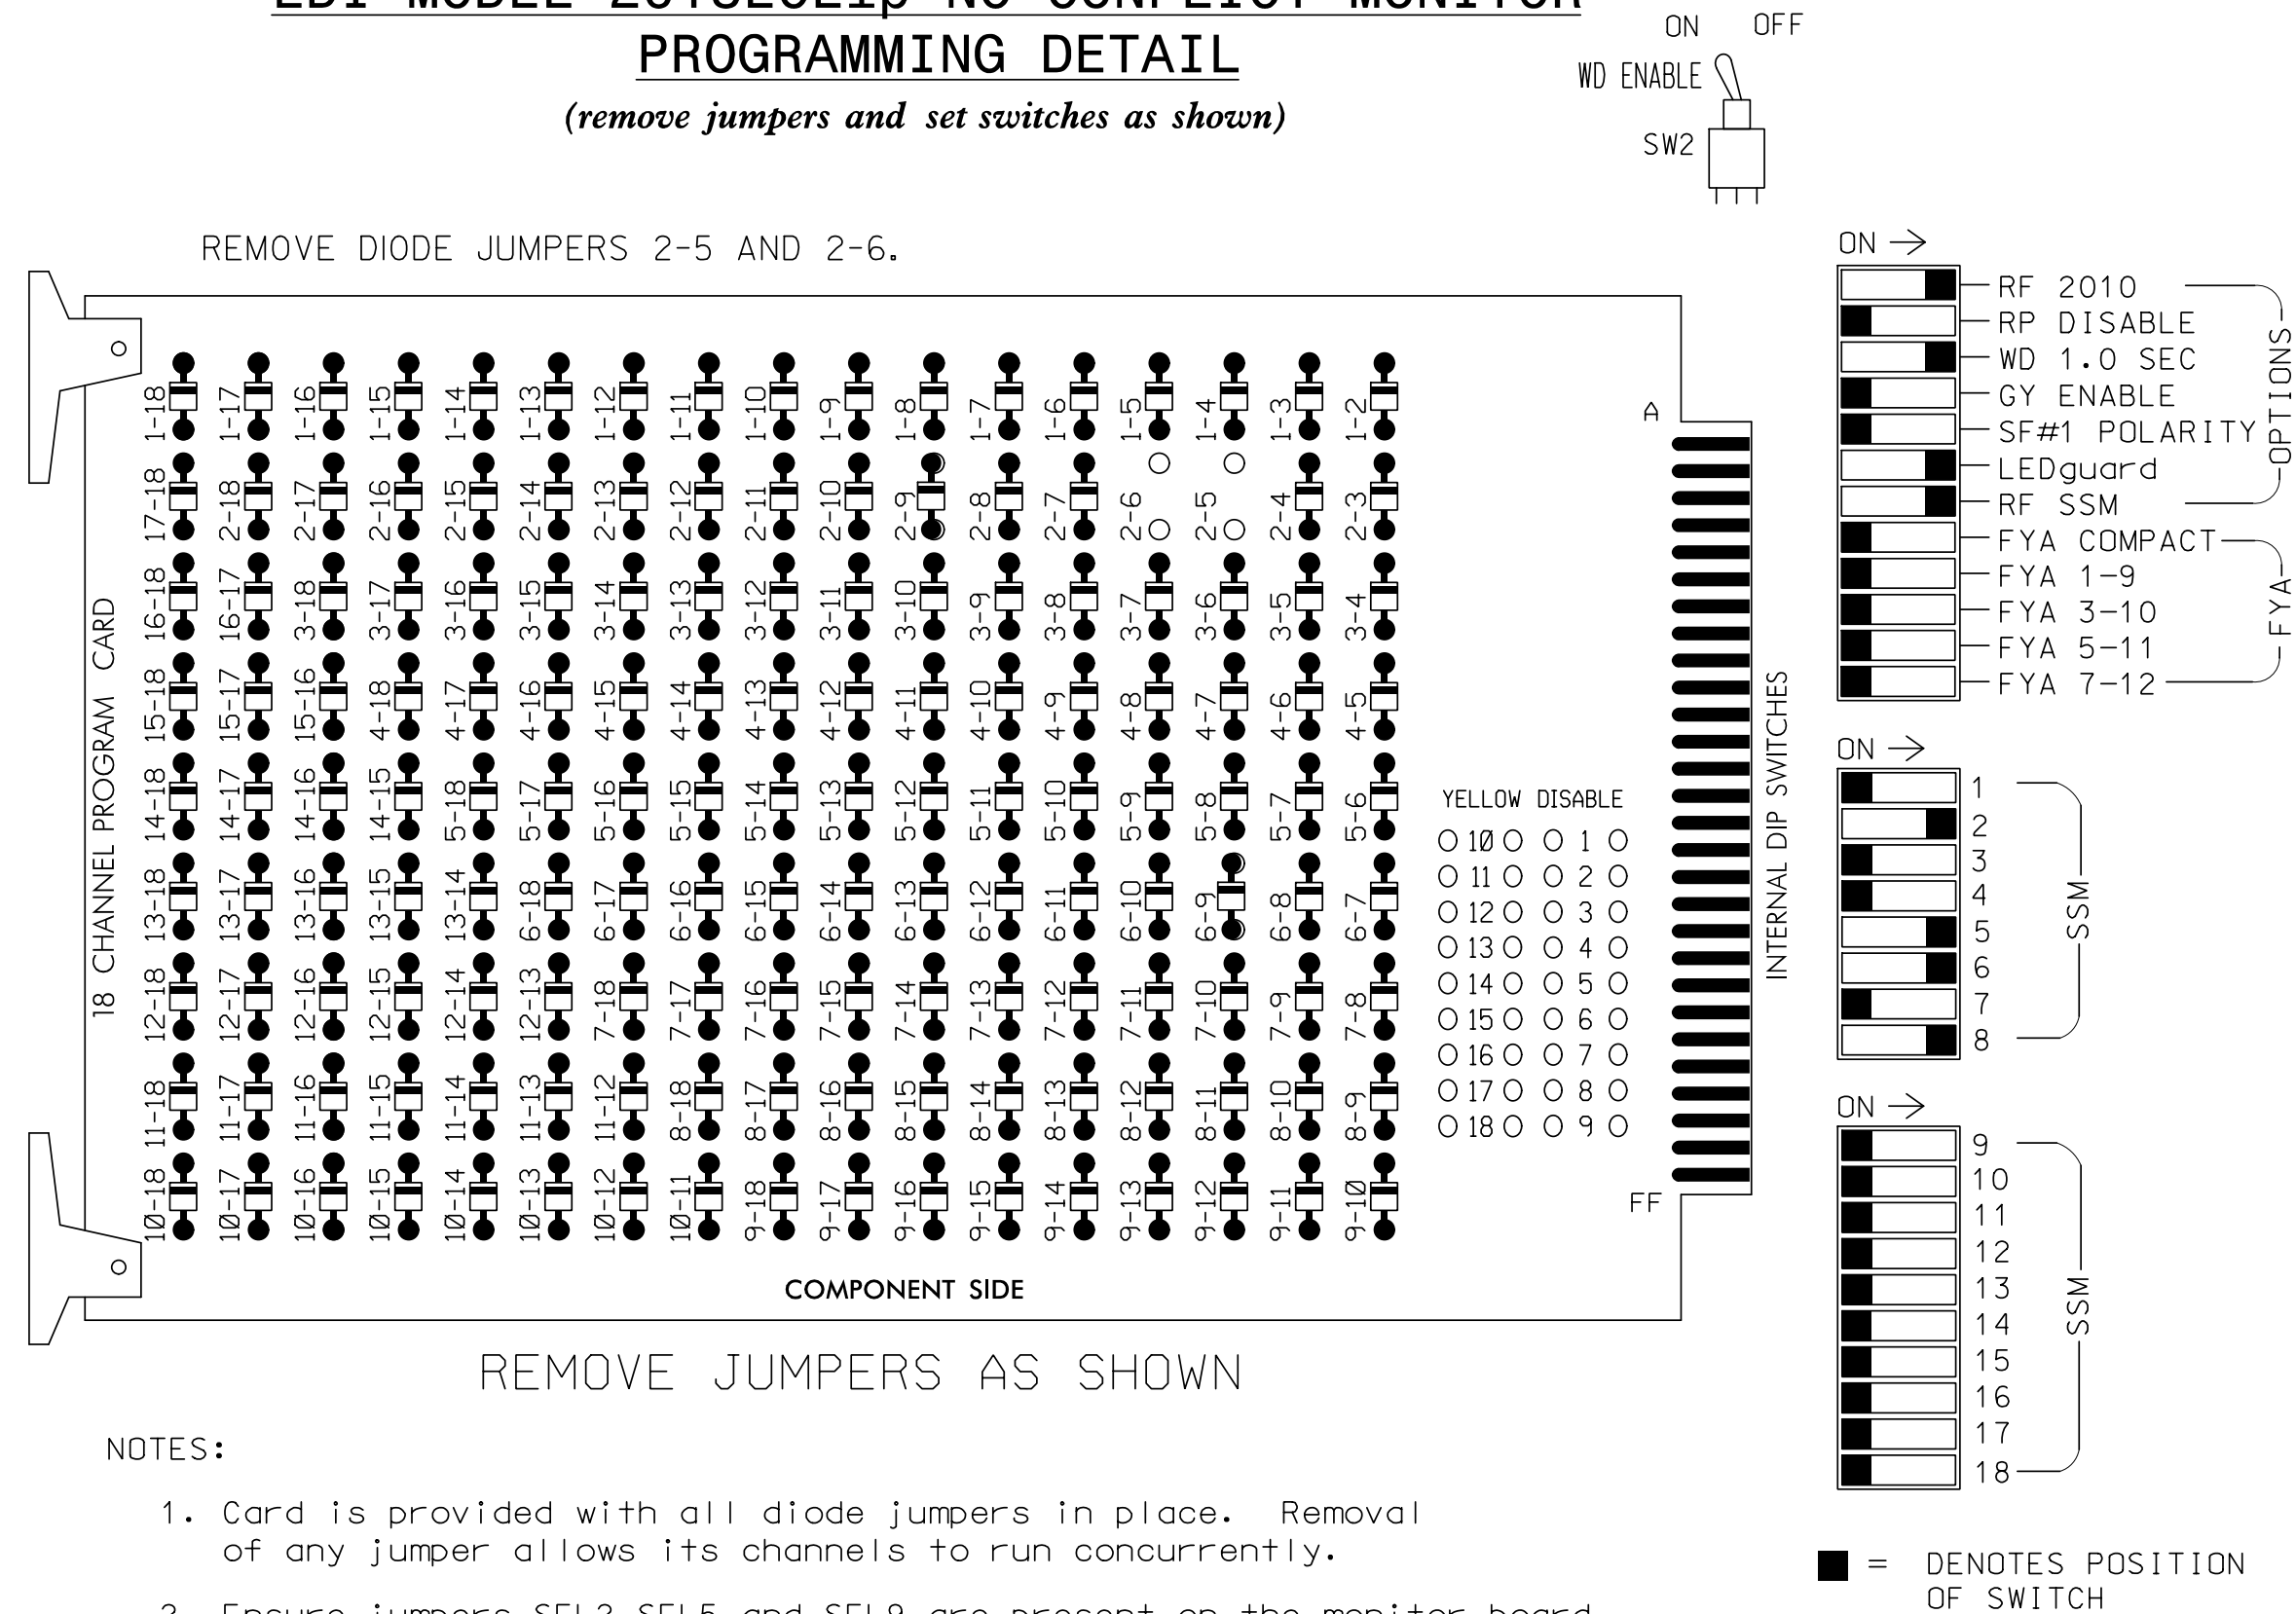 PROGRAMMING DETAIL
(remove jumpers and set switches as shown)
ON OFF
WD ENABLE
SW2
REMOVE DIODE JUMPERS 2-5 AND 2-6.
18 CHANNEL PROGRAM CARD
1-18 1-17 1-16 1-15 1-14 1-13 1-12 1-11 1-10 1-9 1-8 1-7 1-6 1-5 1-4 1-3 1-2
17-18 2-18 2-17 2-16 2-15 2-14 2-13 2-12 2-11 2-10 2-9 2-8 2-7 2-6 2-5 2-4 2-3
16-18 16-17 3-18 3-17 3-16 3-15 3-14 3-13 3-12 3-11 3-10 3-9 3-8 3-7 3-6 3-5 3-4
15-18 15-17 15-16 4-18 4-17 4-16 4-15 4-14 4-13 4-12 4-11 4-10 4-9 4-8 4-7 4-6 4-5
14-18 14-17 14-16 14-15 5-18 5-17 5-16 5-15 5-14 5-13 5-12 5-11 5-10 5-9 5-8 5-7 5-6
13-18 13-17 13-16 13-15 13-14 6-18 6-17 6-16 6-15 6-14 6-13 6-12 6-11 6-10 6-9 6-8 6-7
12-18 12-17 12-16 12-15 12-14 12-13 7-18 7-17 7-16 7-15 7-14 7-13 7-12 7-11 7-10 7-9 7-8
11-18 11-17 11-16 11-15 11-14 11-13 11-12 8-18 8-17 8-16 8-15 8-14 8-13 8-12 8-11 8-10 8-9
10-18 10-17 10-16 10-15 10-14 10-13 10-12 10-11 9-18 9-17 9-16 9-15 9-14 9-13 9-12 9-11 9-10
A
YELLOW DISABLE
10 1
11 2
12 3
13 4
14 5
15 6
16 7
17 8
18 9
FF
COMPONENT SIDE
INTERNAL DIP SWITCHES
ON
RF 2010
RP DISABLE
WD 1.0 SEC
GY ENABLE
SF#1 POLARITY
LEDguard
RF SSM
OPTIONS
FYA COMPACT
FYA 1-9
FYA 3-10
FYA 5-11
FYA 7-12
FYA
ON
1
2
3
4
5
6
7
8
SSM
ON
9
10
11
12
13
14
15
16
17
18
SSM
REMOVE JUMPERS AS SHOWN
NOTES:
1. Card is provided with all diode jumpers in place. Removal
of any jumper allows its channels to run concurrently.
= DENOTES POSITION
OF SWITCH